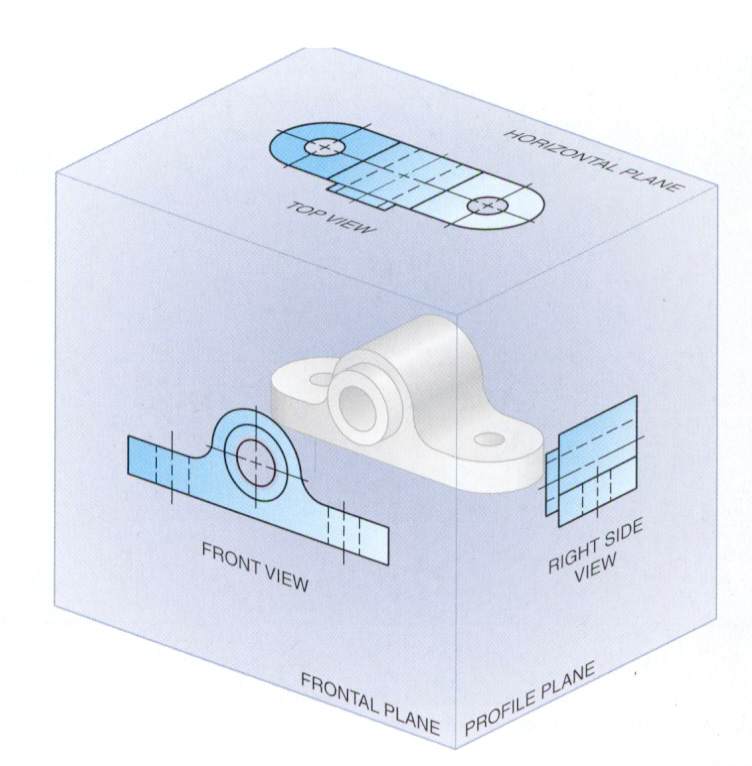 HORIZONTAL PLANE
TOP VIEW
FRONT VIEW
RIGHT SIDE
VIEW
FRONTAL PLANE
PROFILE PLANE